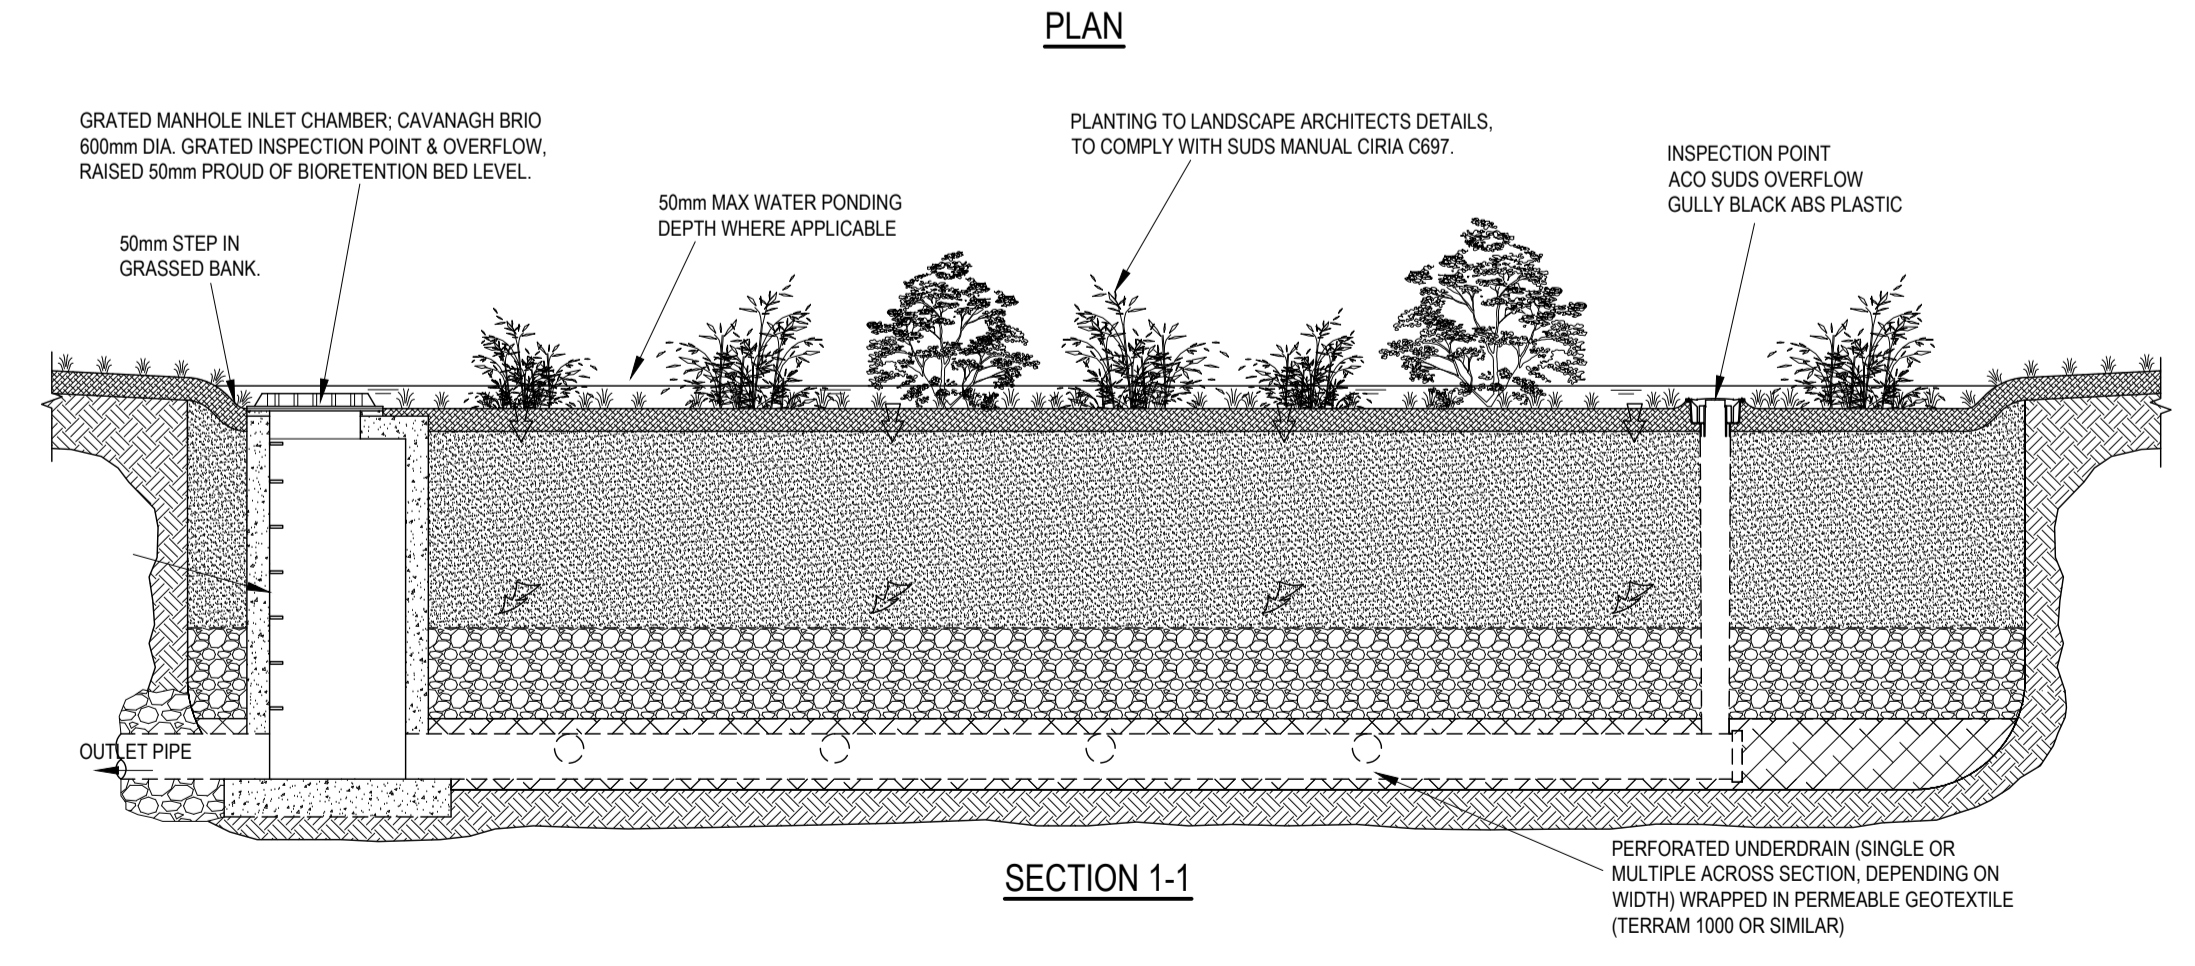 PLAN
GRATED MANHOLE INLET CHAMBER; CAVANAGH BRIO
600mm DIA. GRATED INSPECTION POINT & OVERFLOW,
RAISED 50mm PROUD OF BIORETENTION BED LEVEL.
50mm STEP IN
GRASSED BANK.
50mm MAX WATER PONDING
DEPTH WHERE APPLICABLE
PLANTING TO LANDSCAPE ARCHITECTS DETAILS,
TO COMPLY WITH SUDS MANUAL CIRIA C697.
INSPECTION POINT
ACO SUDS OVERFLOW
GULLY BLACK ABS PLASTIC
OUTLET PIPE
SECTION 1-1
PERFORATED UNDERDRAIN (SINGLE OR
MULTIPLE ACROSS SECTION, DEPENDING ON
WIDTH) WRAPPED IN PERMEABLE GEOTEXTILE
(TERRAM 1000 OR SIMILAR)